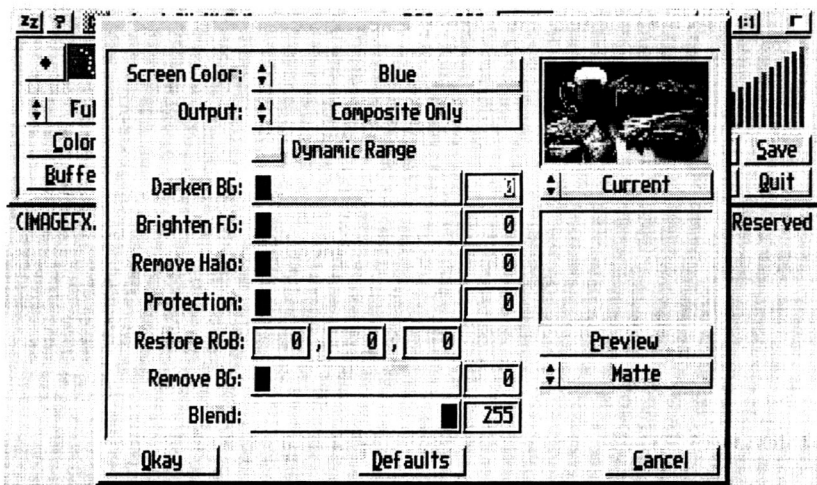 zz ? 1:1
Screen Color: Blue
Output: Composite Only
Ful
Dynamic Range
Color Save
Darken BG: 0 Current
Buffe Quit
(IMAGEFX. Brighten FG: 0 Reserved
Remove Halo: 0
Protection: 0
Restore RGB: 0 , 0 , 0 Preview
Remove BG: 0 Matte
Blend: 255
Okay Defaults Cancel